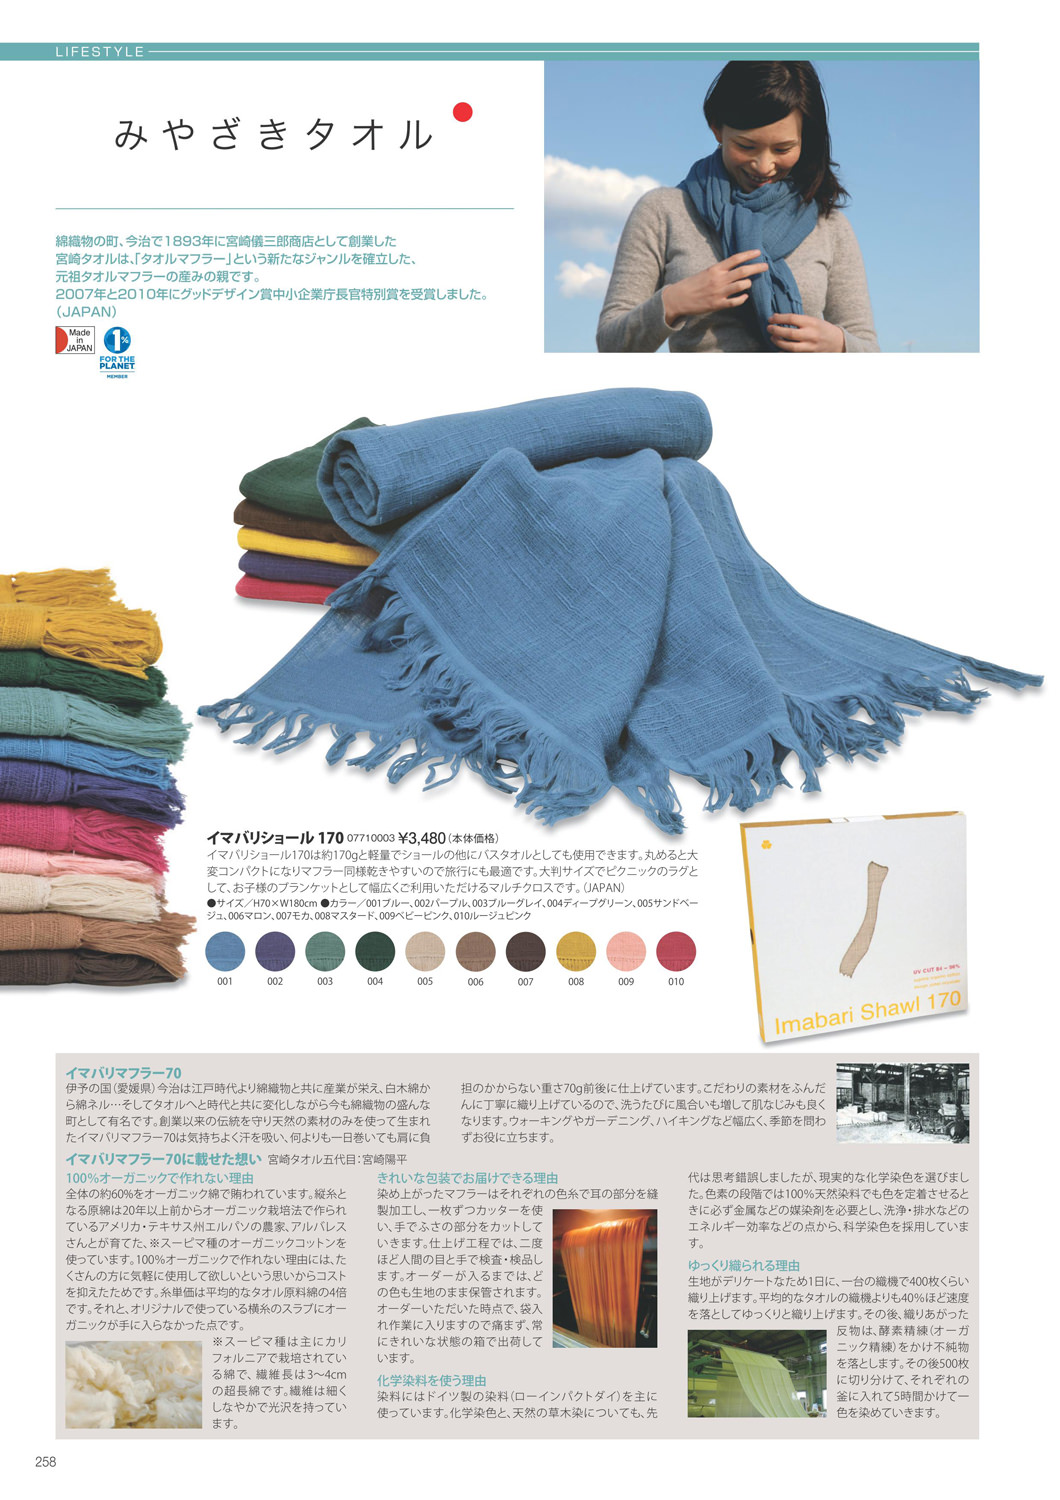 LIFESTYLE
みやざきタオル
綿織物の町、今治で1893年に宮崎儀三郎商店として創業した
宮崎タオルは、「タオルマフラー」という新たなジャンルを確立した、
元祖タオルマフラーの産みの親です。
2007年と2010年にグッドデザイン賞中小企業庁長官特別賞を受賞しました。
（JAPAN）
Made
in
JAPAN
1%
FOR THE
PLANET
MEMBER
イマバリショール 170 07710003 ¥3,480（本体価格）
イマバリショール170は約170gと軽量でショールの他にバスタオルとしても使用できます。丸めると大
変コンパクトになりマフラー同様乾きやすいので旅行にも最適です。大判サイズでピクニックのラグと
して、お子様のブランケットとして幅広くご利用いただけるマルチクロスです。（JAPAN）
●サイズ／H70×W180cm ●カラー／001ブルー、002パープル、003ブルーグレイ、004ディープグリーン、005サンドベー
ジュ、006マロン、007モカ、008マスタード、009ベビーピンク、010ルージュピンク
001 002 003 004 005 006 007 008 009 010
UV CUT 84 – 98%
Imabari Shawl 170
イマバリマフラー70
伊予の国（愛媛県）今治は江戸時代より綿織物と共に産業が栄え、白木綿か
ら綿ネル…そしてタオルへと時代と共に変化しながら今も綿織物の盛んな
町として有名です。創業以来の伝統を守り天然の素材のみを使って生まれ
たイマバリマフラー70は気持ちよく汗を吸い、何よりも一日巻いても肩に負
担のかからない重さ70g前後に仕上げています。こだわりの素材をふんだ
んに丁寧に織り上げているので、洗うたびに風合いも増して肌なじみも良く
なります。ウォーキングやガーデニング、ハイキングなど幅広く、季節を問わ
ずお役に立ちます。
イマバリマフラー70に載せた想い 宮崎タオル五代目：宮崎陽平
100%オーガニックで作れない理由
全体の約60%をオーガニック綿で賄われています。縦糸と
なる原綿は20年以上前からオーガニック栽培法で作られ
ているアメリカ・テキサス州エルパソの農家、アルバレス
さんとが育てた、※スーピマ種のオーガニックコットンを
使っています。100%オーガニックで作れない理由には、た
くさんの方に気軽に使用して欲しいという思いからコスト
を抑えたためです。糸単価は平均的なタオル原料綿の4倍
です。それと、オリジナルで使っている横糸のスラブにオー
ガニックが手に入らなかった点です。
※スーピマ種は主にカリ
フォルニアで栽培されてい
る綿で、繊維長は3〜4cm
の超長綿です。繊維は細く
しなやかで光沢を持ってい
ます。
きれいな包装でお届けできる理由
染め上がったマフラーはそれぞれの色糸で耳の部分を縫
製加工し、一枚ずつカッターを使
い、手でふさの部分をカットして
いきます。仕上げ工程では、二度
ほど人間の目と手で検査・検品し
ます。オーダーが入るまでは、ど
の色も生地のまま保管されます。
オーダーいただいた時点で、袋入
れ作業に入りますので痛まず、常
にきれいな状態の箱で出荷して
います。
化学染料を使う理由
染料にはドイツ製の染料（ローインパクトダイ）を主に
使っています。化学染色と、天然の草木染についても、先
代は思考錯誤しましたが、現実的な化学染色を選びまし
た。色素の段階では100%天然染料でも色を定着させると
きに必ず金属などの媒染剤を必要とし、洗浄・排水などの
エネルギー効率などの点から、科学染色を採用していま
す。
ゆっくり織られる理由
生地がデリケートなため1日に、一台の織機で400枚くらい
織り上げます。平均的なタオルの織機よりも40%ほど速度
を落としてゆっくりと織り上げます。その後、織りあがった
反物は、酵素精練（オーガ
ニック精練）をかけ不純物
を落とします。その後500枚
に切り分けて、それぞれの
釜に入れて5時間かけて一
色を染めていきます。
258